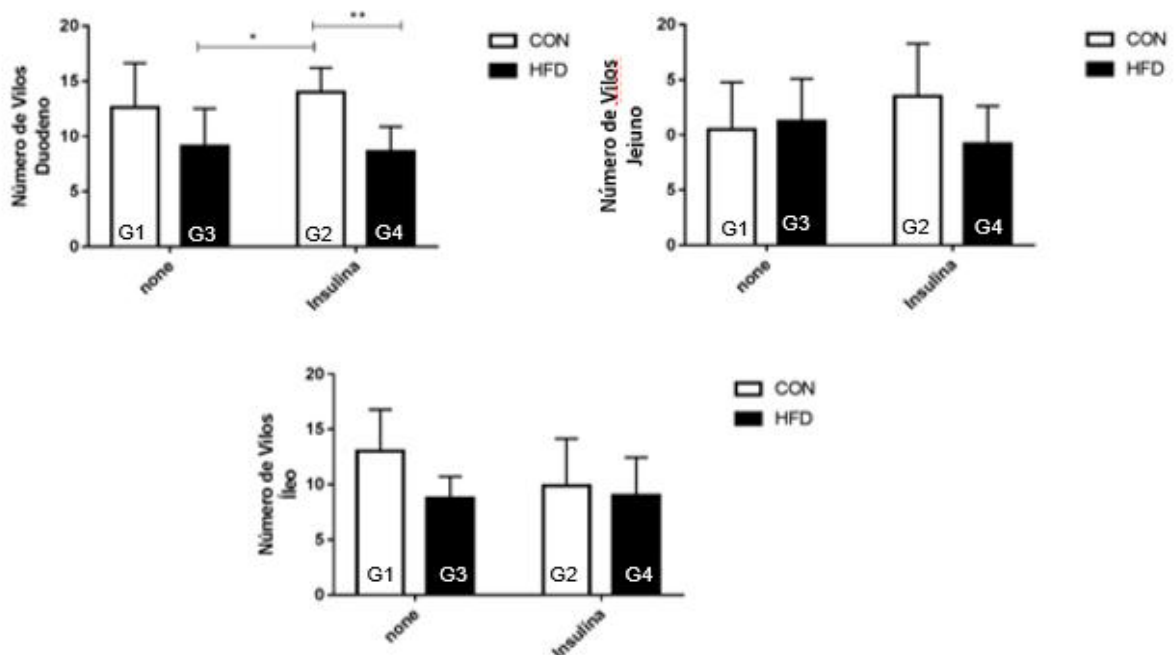 20
15
10
5
0
Número de Vilos
Duodeno
*
**
CON
HFD
G1
G3
G2
G4
none
Insulina
20
5
0
5
0
Número de Vilos
Jejuno
CON
HFD
G1
G3
G2
G4
none
Insulina
20
15
10
5
0
Número de Vilos
Íleo
CON
HFD
G1
G3
G2
G4
none
Insulina